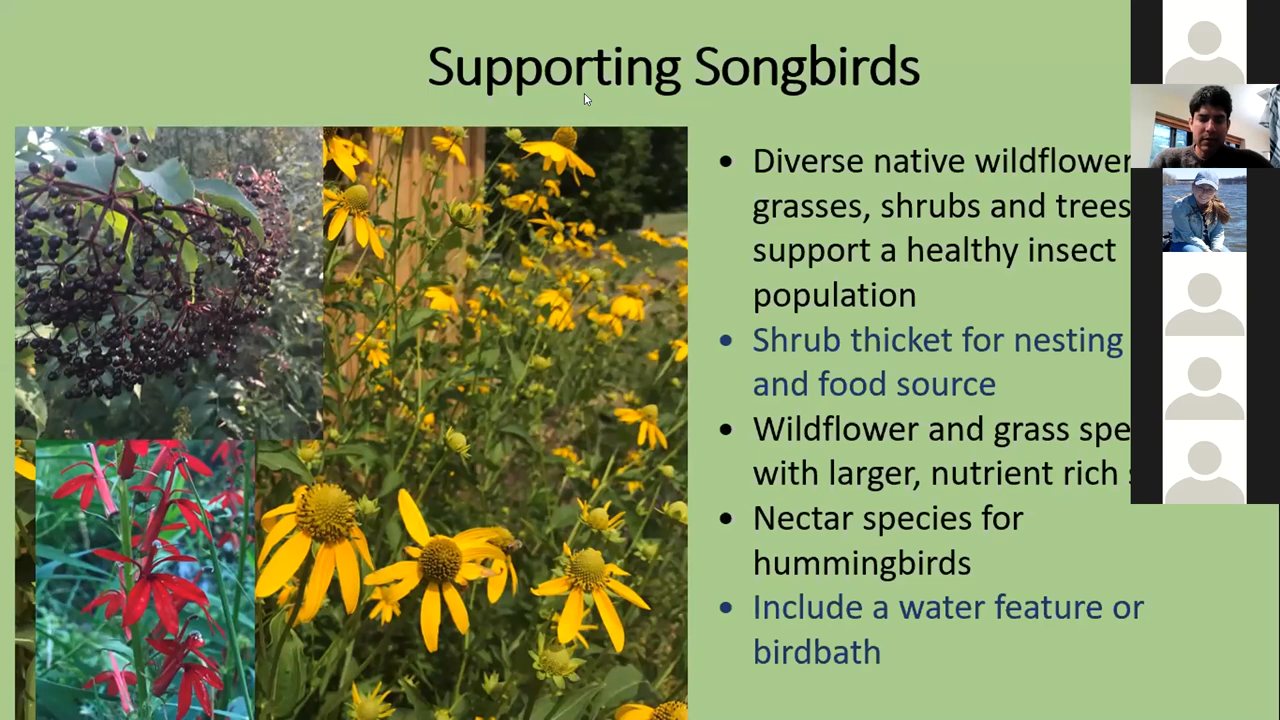 Supporting Songbirds
• Diverse native wildflower
grasses, shrubs and trees
support a healthy insect
population
• Shrub thicket for nesting
and food source
• Wildflower and grass spe
with larger, nutrient rich
• Nectar species for
hummingbirds
• Include a water feature or
birdbath